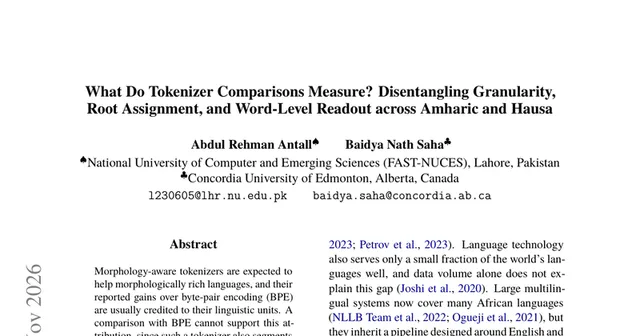 What Do Tokenizer Comparisons Measure? Disentangling Granularity,
Root Assignment, and Word-Level Readout across Amharic and Hausa
Abdul Rehman Antall♠ Baidya Nath Saha♣
♠National University of Computer and Emerging Sciences (FAST-NUCES), Lahore, Pakistan
♣Concordia University of Edmonton, Alberta, Canada
l230605@lhr.nu.edu.pk baidya.saha@concordia.ab.ca
Abstract
Morphology-aware tokenizers are expected to
help morphologically rich languages, and their
reported gains over byte-pair encoding (BPE)
are usually credited to their linguistic units. A
comparison with BPE cannot support this at-
tribution, since such a tokenizer also segments
2023; Petrov et al., 2023). Language technology
also serves only a small fraction of the world's lan-
guages well, and data volume alone does not ex-
plain this gap (Joshi et al., 2020). Large multilin-
gual systems now cover many African languages
(NLLB Team et al., 2022; Ogueji et al., 2021), but
they inherit a pipeline designed around English and
ov 2026